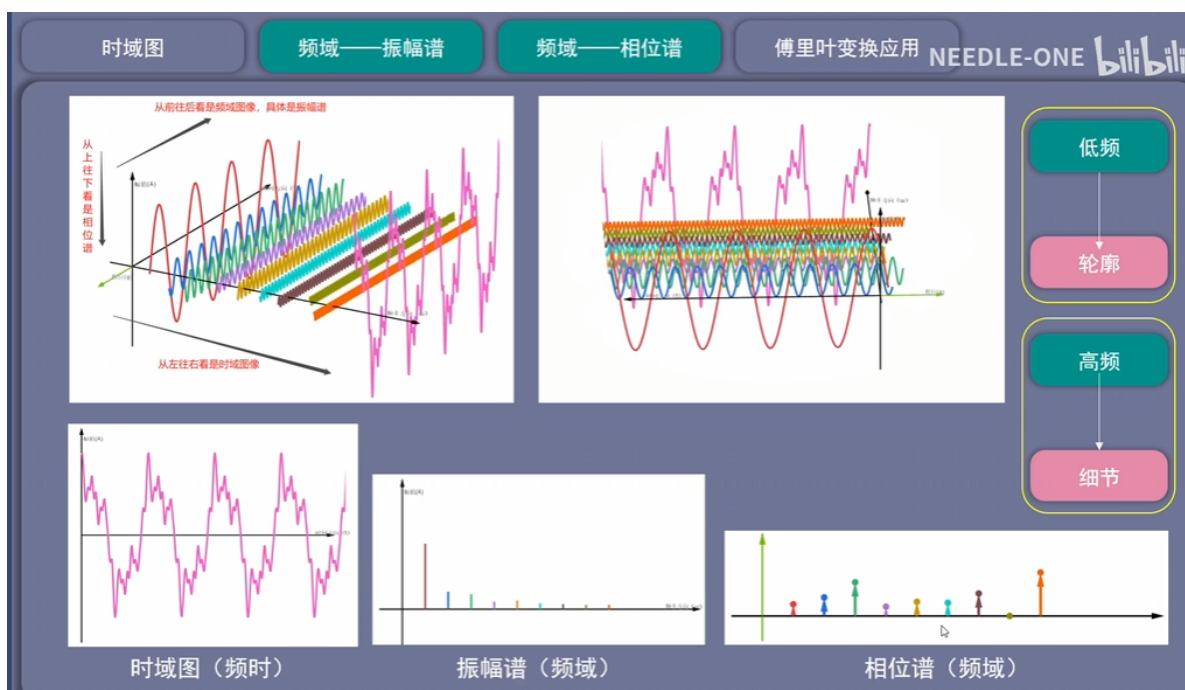 时域图
频域——振幅谱
频域——相位谱
傅里叶变换应用
NEEDLE-ONE bilibili
从前往后看是频域图像，具体是振幅谱
从上往下看是相位谱
从左往右看是时域图像
低频
轮廓
高频
细节
时域图（频时）
振幅谱（频域）
相位谱（频域）